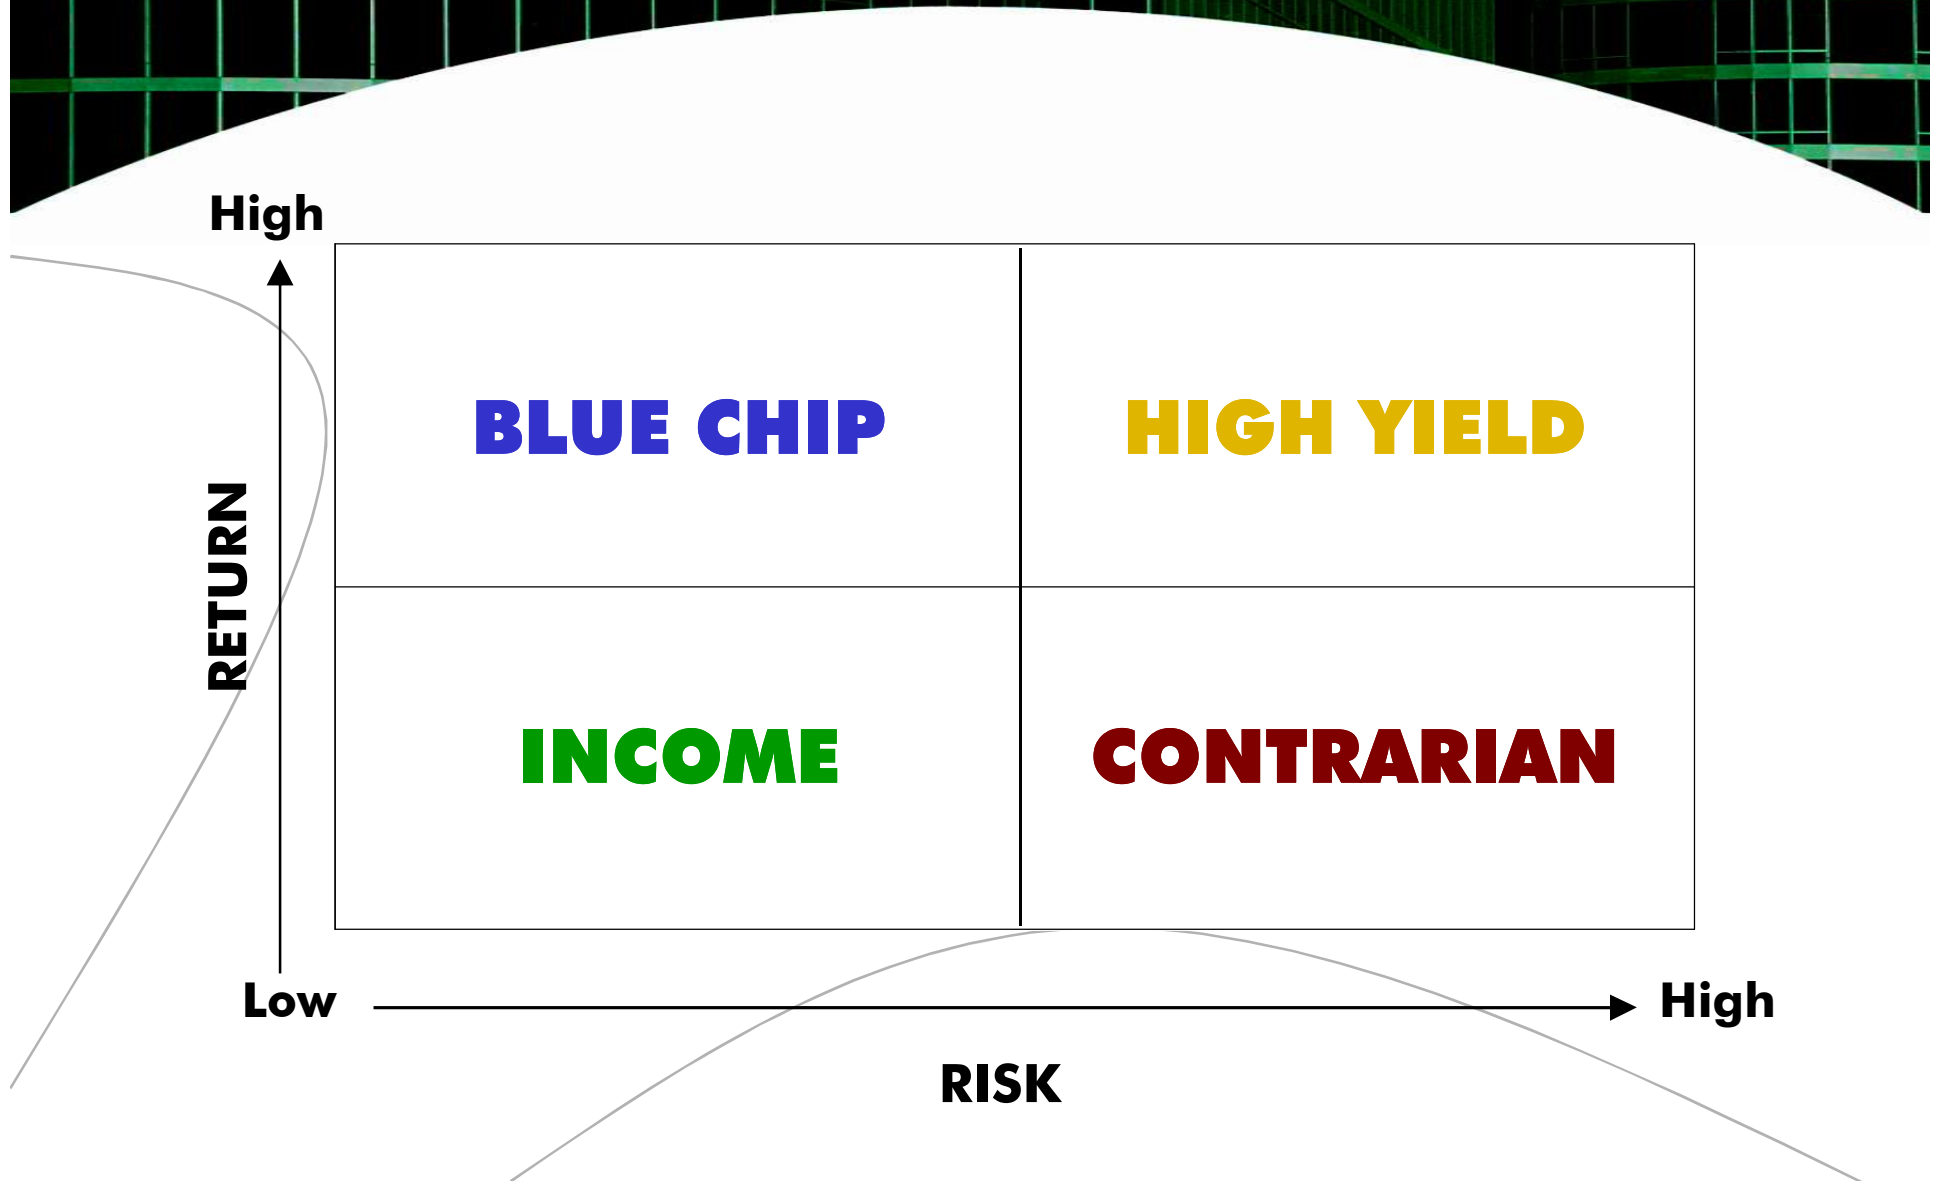 High
BLUE CHIP
HIGH YIELD
RETURN
INCOME
CONTRARIAN
Low
High
RISK